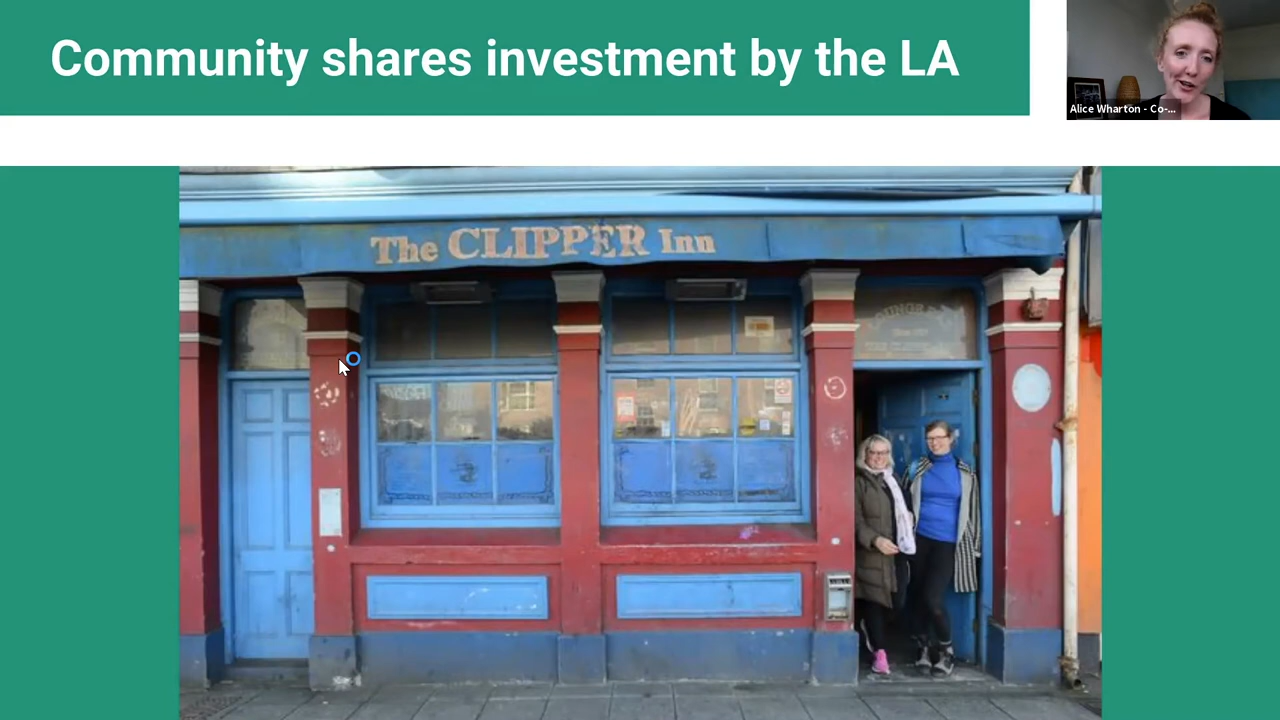 Community shares investment by the LA
Alice Wharton - Co-...
The CLIPPER Inn